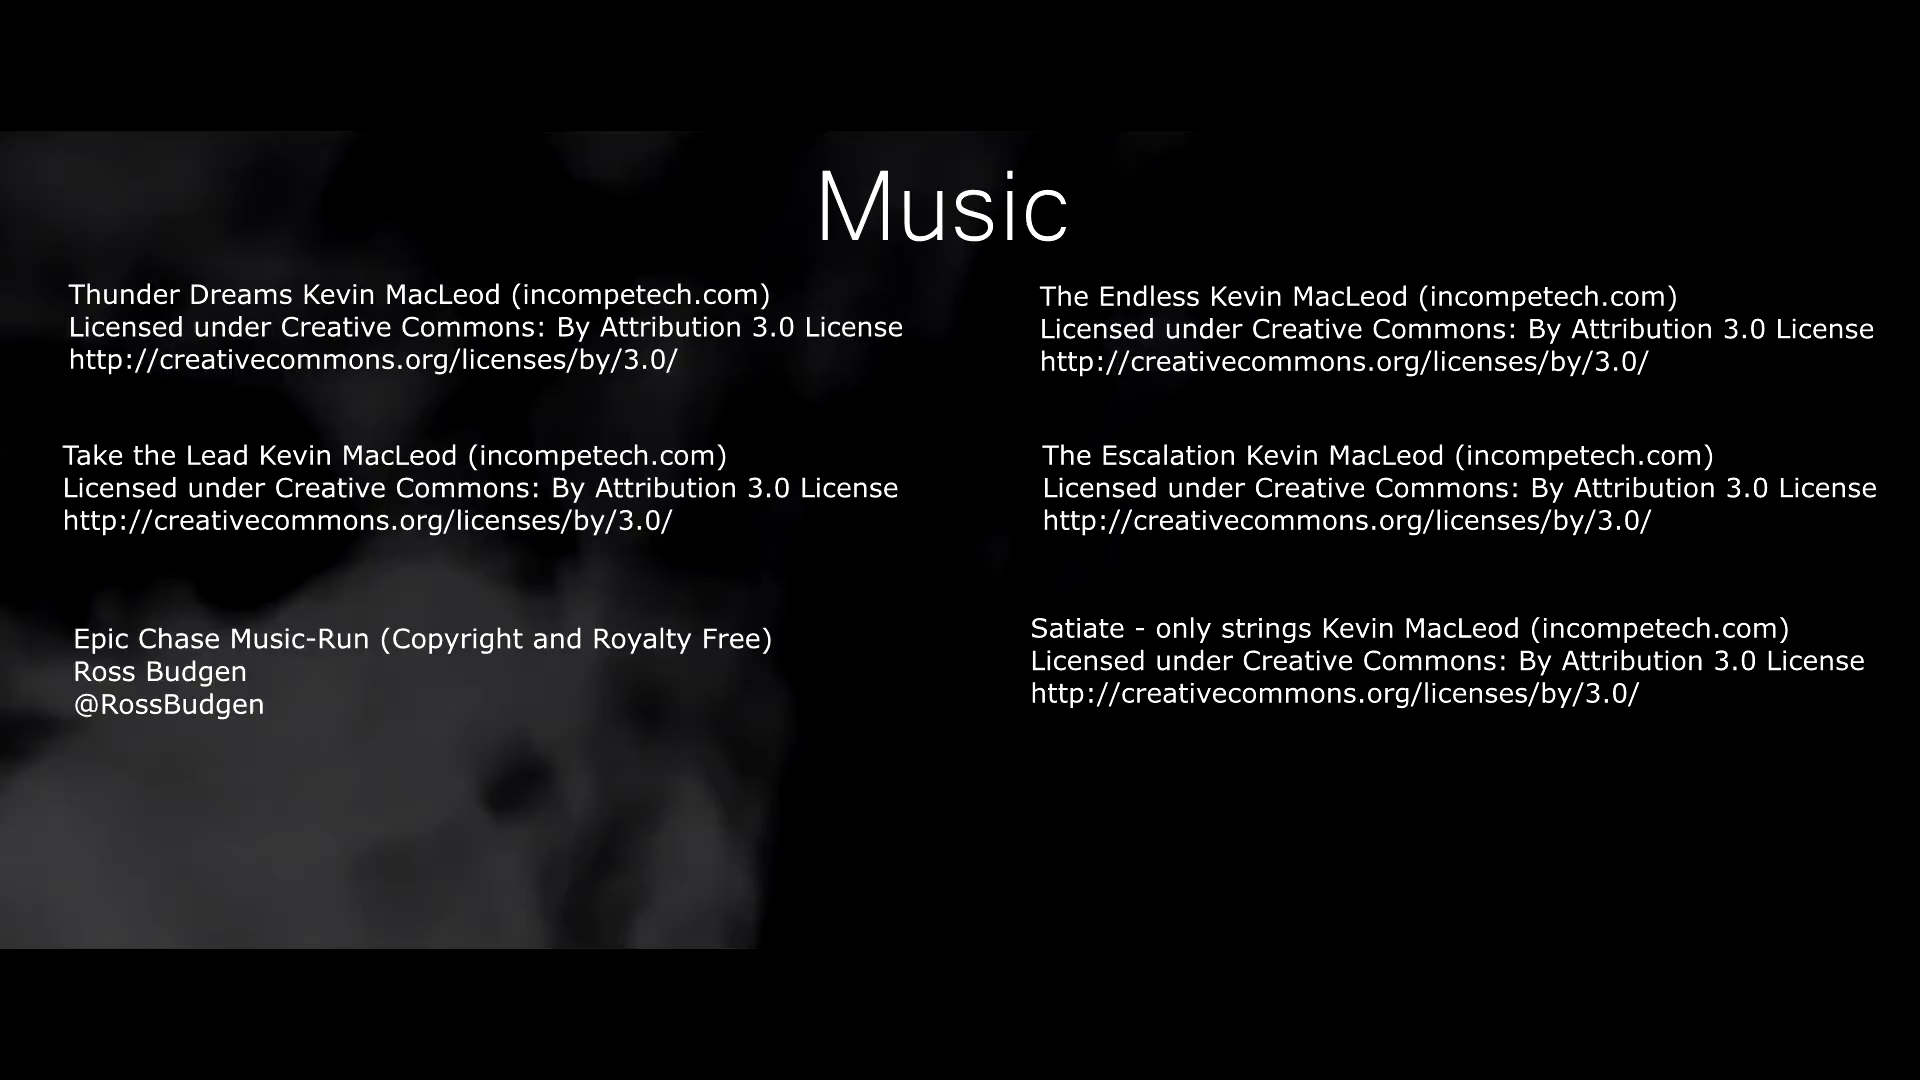 Music
Thunder Dreams Kevin MacLeod (incompetech.com)
Licensed under Creative Commons: By Attribution 3.0 License
http://creativecommons.org/licenses/by/3.0/
Take the Lead Kevin MacLeod (incompetech.com)
Licensed under Creative Commons: By Attribution 3.0 License
http://creativecommons.org/licenses/by/3.0/
Epic Chase Music-Run (Copyright and Royalty Free)
Ross Budgen
@RossBudgen
The Endless Kevin MacLeod (incompetech.com)
Licensed under Creative Commons: By Attribution 3.0 License
http://creativecommons.org/licenses/by/3.0/
The Escalation Kevin MacLeod (incompetech.com)
Licensed under Creative Commons: By Attribution 3.0 License
http://creativecommons.org/licenses/by/3.0/
Satiate - only strings Kevin MacLeod (incompetech.com)
Licensed under Creative Commons: By Attribution 3.0 License
http://creativecommons.org/licenses/by/3.0/